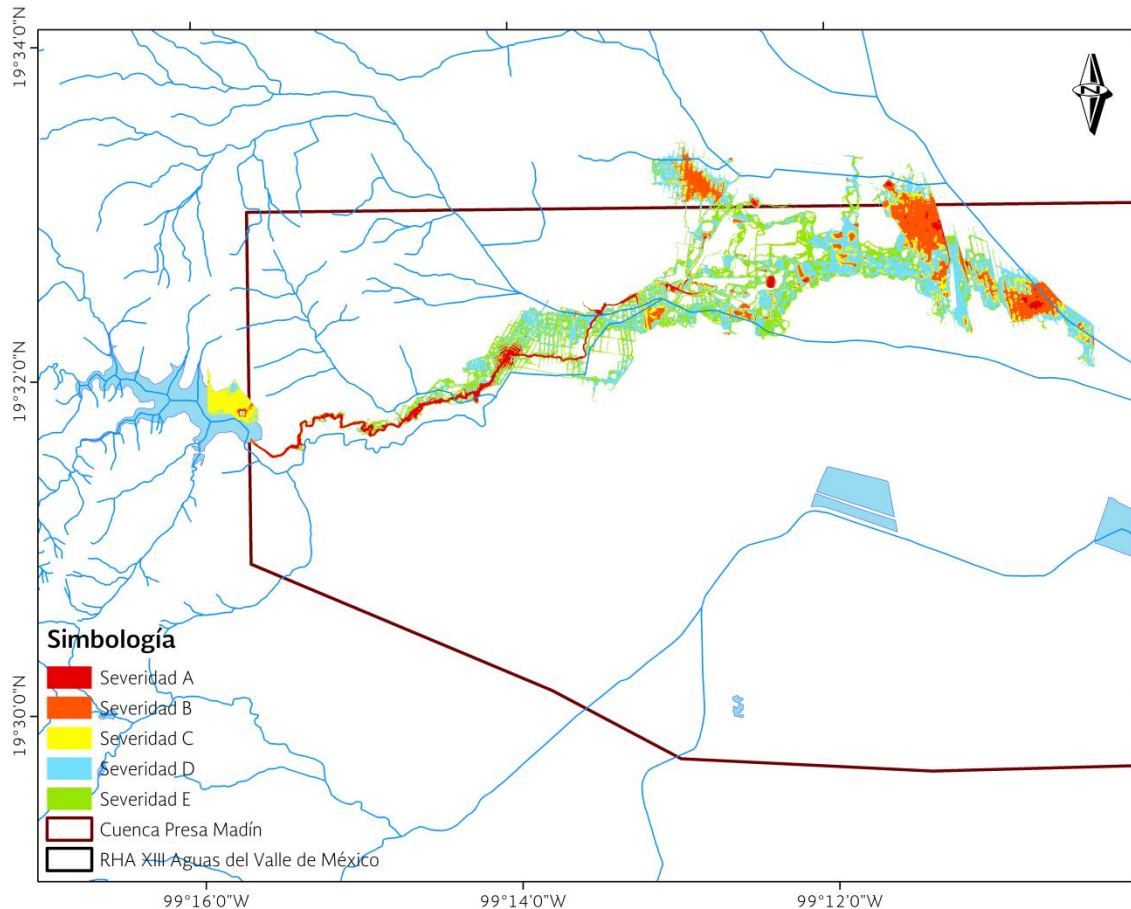 19°34'0"N
N
19°32'0"N
19°30'0"N
Simbología
Severidad A
Severidad B
Severidad C
Severidad D
Severidad E
Cuenca Presa Madín
RHA XIII Aguas del Valle de México
99°16'0"W
99°14'0"W
99°12'0"W